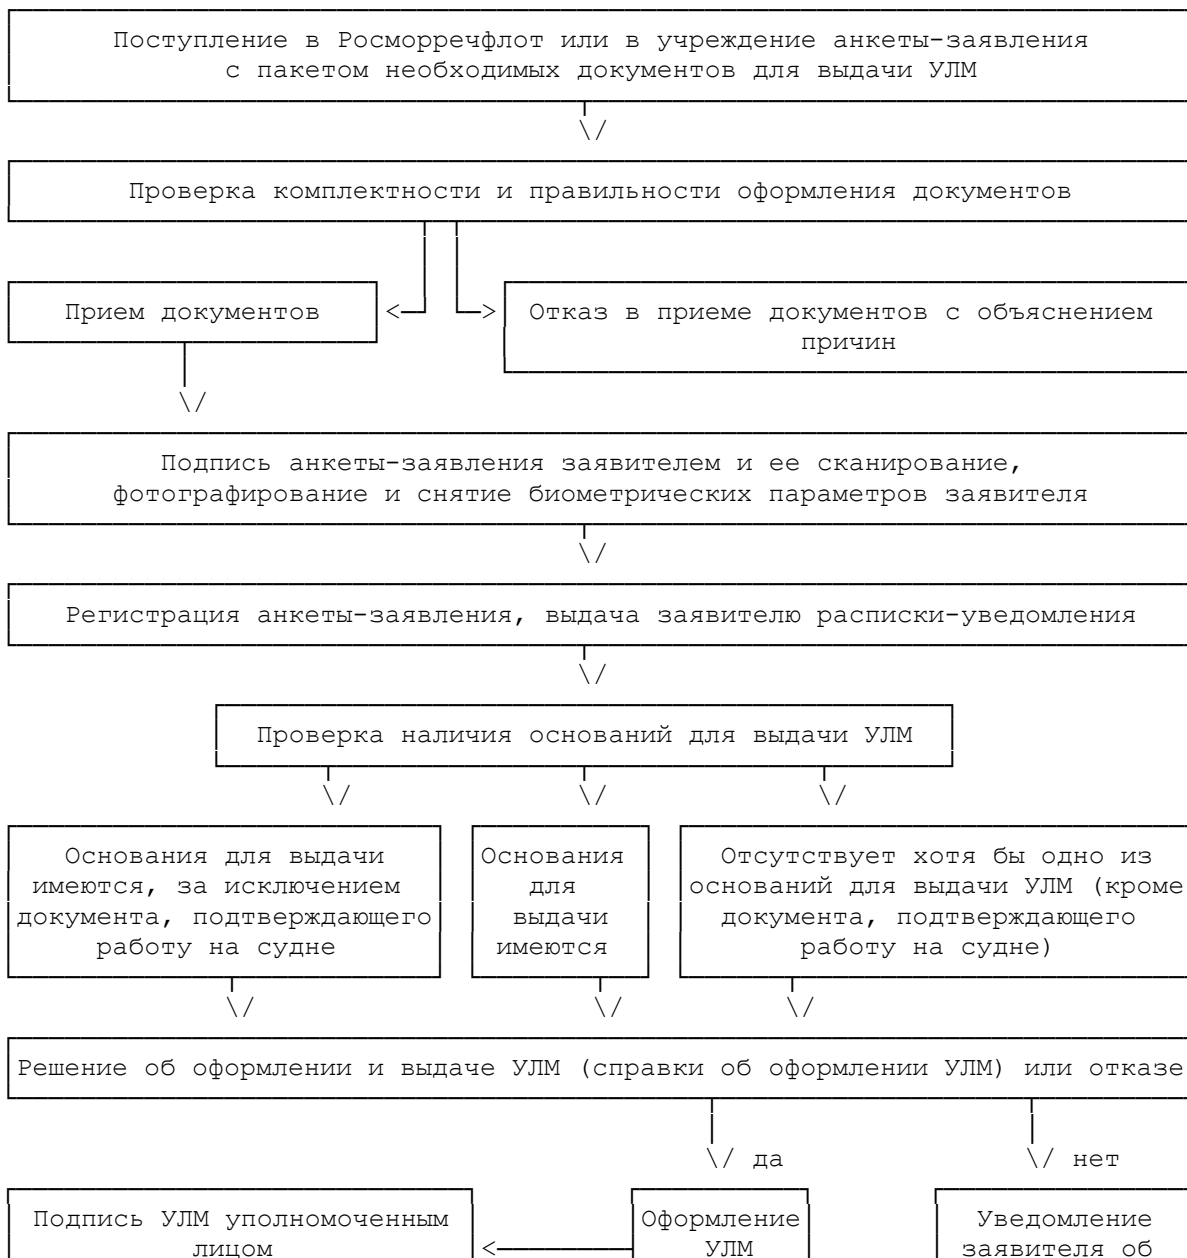 Поступление в Росморречфлот или в учреждение анкеты-заявления
с пакетом необходимых документов для выдачи УЛМ
\/
Проверка комплектности и правильности оформления документов
Прием документов <─┘ └─> Отказ в приеме документов с объяснением
причин
\/
Подпись анкеты-заявления заявителем и ее сканирование,
фотографирование и снятие биометрических параметров заявителя
\/
Регистрация анкеты-заявления, выдача заявителю расписки-уведомления
\/
Проверка наличия оснований для выдачи УЛМ
\/ \/ \/
Основания для выдачи
имеются, за исключением
документа, подтверждающего
работу на судне
Основания
для
выдачи
имеются
Отсутствует хотя бы одно из
оснований для выдачи УЛМ (кроме
документа, подтверждающего
работу на судне)
\/ \/ \/
Решение об оформлении и выдаче УЛМ (справки об оформлении УЛМ) или отказе
\/ да \/ нет
Подпись УЛМ уполномоченным
лицом
<
Оформление
УЛМ
Уведомление
заявителя об